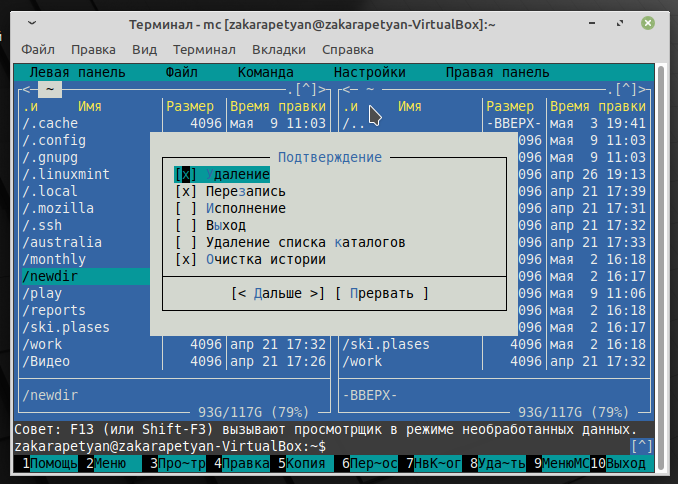 Терминал - mc [zakarapetyan@zakarapetyan-VirtualBox]:~
Файл Правка Вид Терминал Вкладки Справка
Левая панель Файл Команда Настройки Правая панель
<─ ~ .[^]> <─ ~ .[^]>
.и Имя Размер Время правки .и Имя Размер Время правки
/.cache 4096 мая 9 11:03 /.. -ВВЕРХ- мая 3 19:41
/.config 096 мая 9 11:03
/.gnupg 096 мая 9 11:03
/.linuxmint 096 апр 26 19:13
/.local 096 апр 21 17:39
/.mozilla 096 апр 21 17:31
/.ssh 096 апр 21 17:32
/australia 096 апр 21 17:33
/monthly 096 мая 2 16:18
/newdir 096 мая 2 16:17
/play 096 мая 9 11:06
/reports 096 мая 2 16:18
/ski.plases 4096 мая 2 16:17
Подтверждение
[x] Удаление
[x] Перезапись
[ ] Исполнение
[ ] Выход
[ ] Удаление списка каталогов
[x] Очистка истории
[< Дальше >] [ Прервать ]
/work 4096 апр 21 17:32 /ski.plases 4096 мая 2 16:18
/Видео 4096 апр 21 17:26 /work 4096 апр 21 17:32
/newdir -ВВЕРХ-
93G/117G (79%) 93G/117G (79%)
Совет: F13 (или Shift-F3) вызывают просмотрщик в режиме необработанных данных.
zakarapetyan@zakarapetyan-VirtualBox:~$ [^]
1Помощь 2Меню 3Про~тр 4Правка 5Копия 6Пер~ос 7НвК~ог 8Уда~ть 9МенюMC 10Выход